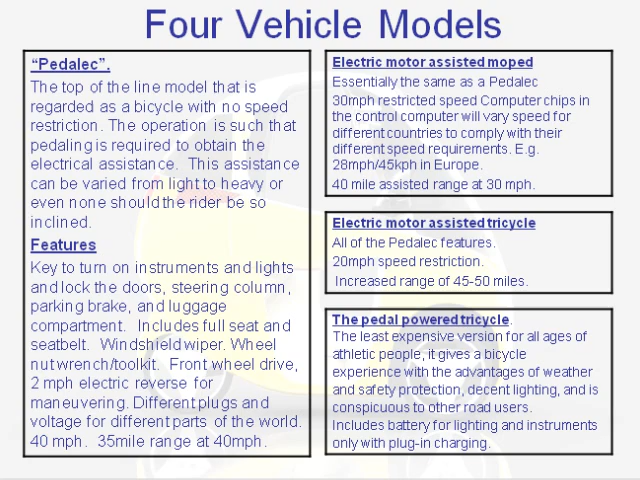 Four Vehicle Models
“Pedalec”.
The top of the line model that is
regarded as a bicycle with no speed
restriction. The operation is such that
pedaling is required to obtain the
electrical assistance. This assistance
can be varied from light to heavy or
even none should the rider be so
inclined.
Features
Key to turn on instruments and lights
and lock the doors, steering column,
parking brake, and luggage
compartment. Includes full seat and
seatbelt. Windshield wiper. Wheel
nut wrench/toolkit. Front wheel drive,
2 mph electric reverse for
maneuvering. Different plugs and
voltage for different parts of the world.
40 mph. 35mile range at 40mph.
Electric motor assisted moped
Essentially the same as a Pedalec
30mph restricted speed Computer chips in
the control computer will vary speed for
different countries to comply with their
different speed requirements. E.g.
28mph/45kph in Europe.
40 mile assisted range at 30 mph.
Electric motor assisted tricycle
All of the Pedalec features.
20mph speed restriction.
Increased range of 45-50 miles.
The pedal powered tricycle.
The least expensive version for all ages of
athletic people, it gives a bicycle
experience with the advantages of weather
and safety protection, decent lighting, and is
conspicuous to other road users.
Includes battery for lighting and instruments
only with plug-in charging.